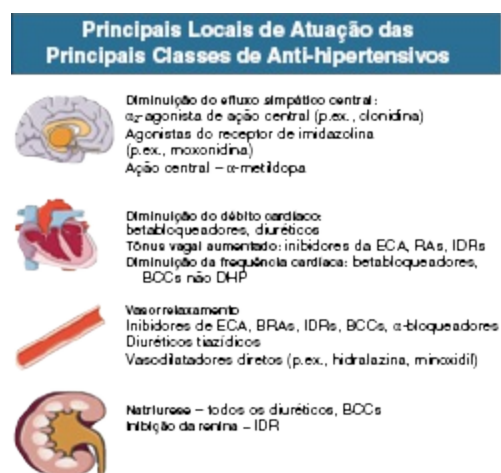 Principais Locais de Atuação das
Principais Classes de Anti-hipertensivos
Diminuição do efluxo simpático central:
α₂-agonista de ação central (p.ex., clonidina)
Agonistas do receptor de imidazolina
(p.ex., moxonidina)
Ação central – α-metildopa
Diminuição do débito cardíaco:
betabloqueadores, diuréticos
Tônus vagal aumentado: inibidores da ECA, RAs, IDRs
Diminuição da frequência cardíaca: betabloqueadores,
BCCs não DHP
Vasorrelaxamento
Inibidores de ECA, BRAs, IDRs, BCCs, α-bloqueadores
Diuréticos tiazídicos
Vasodilatadores diretos (p.ex., hidralazina, minoxidil)
Natriurese – todos os diuréticos, BCCs
Inibição da renina – IDR